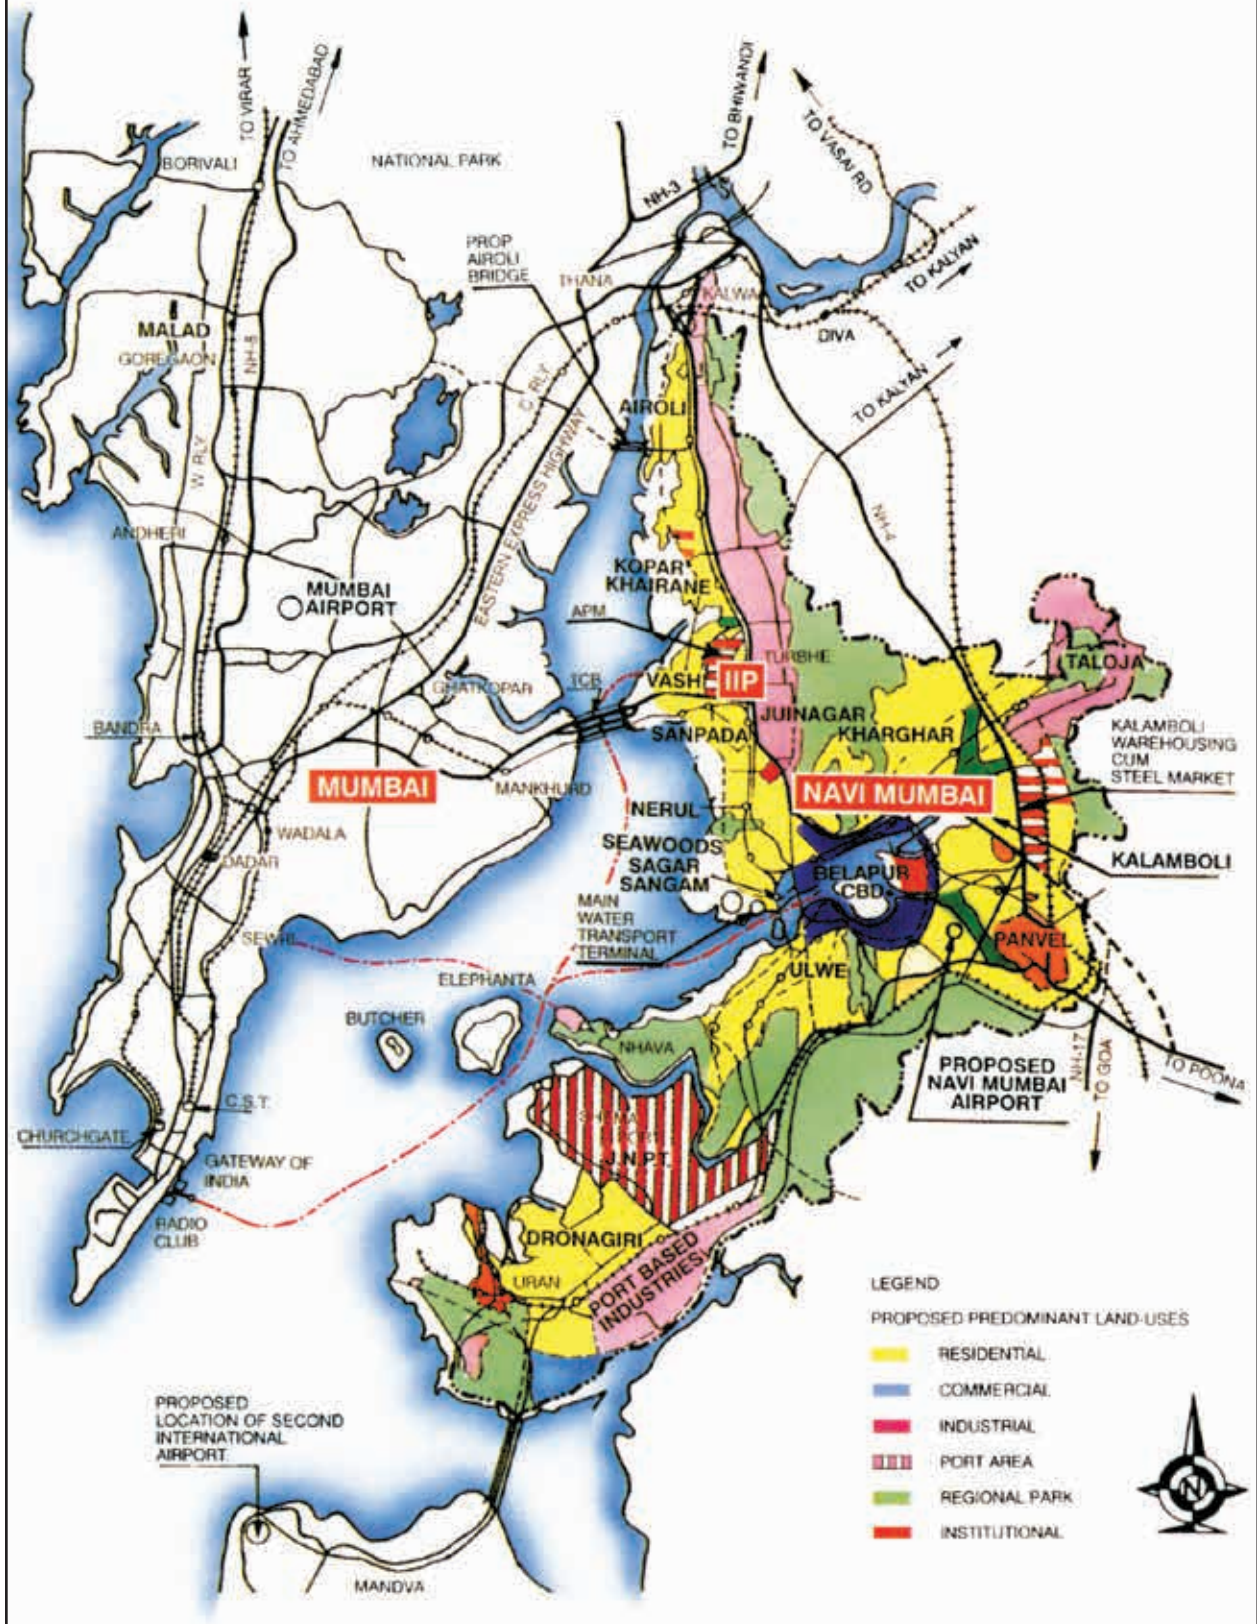 TO VIRAR
TO AHMEDABAD
TO BHIWANDI
TO VASAI RD.
BORIVALI
NATIONAL PARK
NH-3
PROP
AIROLI
BRIDGE
THANA
KALWA
TO KALYAN
DIVA
MALAD
GOREGAON
NH-8
C. RLY
AIROLI
TO KALYAN
W. RLY
EASTERN EXPRESS HIGHWAY
NH-4
ANDHERI
MUMBAI
AIRPORT
KOPAR
KHAIRANE
APM
TURBHE
TALOJA
GHATKOPAR
TCB
VASHI
IIP
JUINAGAR
BANDRA
SANPADA
KHARGHAR
KALAMBOLI
WAREHOUSING
CUM
STEEL MARKET
MUMBAI
MANKHURD
NAVI MUMBAI
NERUL
WADALA
SEAWOODS
SAGAR
SANGAM
DADAR
BELAPUR
CBD
KALAMBOLI
MAIN
WATER
TRANSPORT
TERMINAL
SEWRI
PANVEL
ULWE
ELEPHANTA
BUTCHER
NHAVA
PROPOSED
NAVI MUMBAI
AIRPORT
NH-17
TO GOA
TO POONA
C.S.T.
J.N.P.T.
CHURCHGATE
GATEWAY OF
INDIA
RADIO
CLUB
DRONAGIRI
URAN
PORT BASED
INDUSTRIES
LEGEND
PROPOSED PREDOMINANT LAND-USES
RESIDENTIAL
COMMERCIAL
INDUSTRIAL
PORT AREA
REGIONAL PARK
INSTITUTIONAL
N
PROPOSED
LOCATION OF SECOND
INTERNATIONAL
AIRPORT.
MANDVA